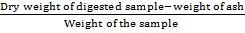 Dry weight of digested sample−weight of ash
Weight of the sample